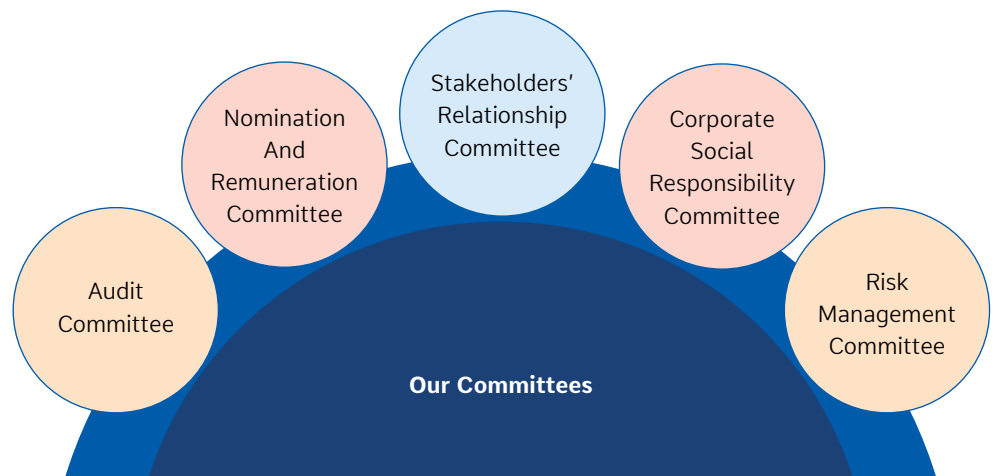 Audit
Committee
Nomination
And
Remuneration
Committee
Stakeholders'
Relationship
Committee
Corporate
Social
Responsibility
Committee
Risk
Management
Committee
Our Committees